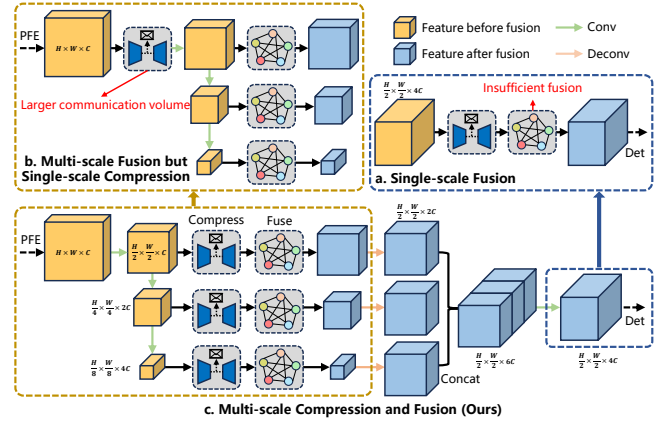 PFE
H×W×C
Larger communication volume
b. Multi-scale Fusion but
Single-scale Compression
Feature before fusion
Conv
Feature after fusion
Deconv
H/2 × W/2 × 4C
Insufficient fusion
Det
a. Single-scale Fusion
PFE
H×W×C
H/2 × W/2 × C
Compress
Fuse
H/4 × W/4 × 2C
H/8 × W/8 × 4C
H/2 × W/2 × 2C
Concat
H/2 × W/2 × 6C
H/2 × W/2 × 4C
Det
c. Multi-scale Compression and Fusion (Ours)